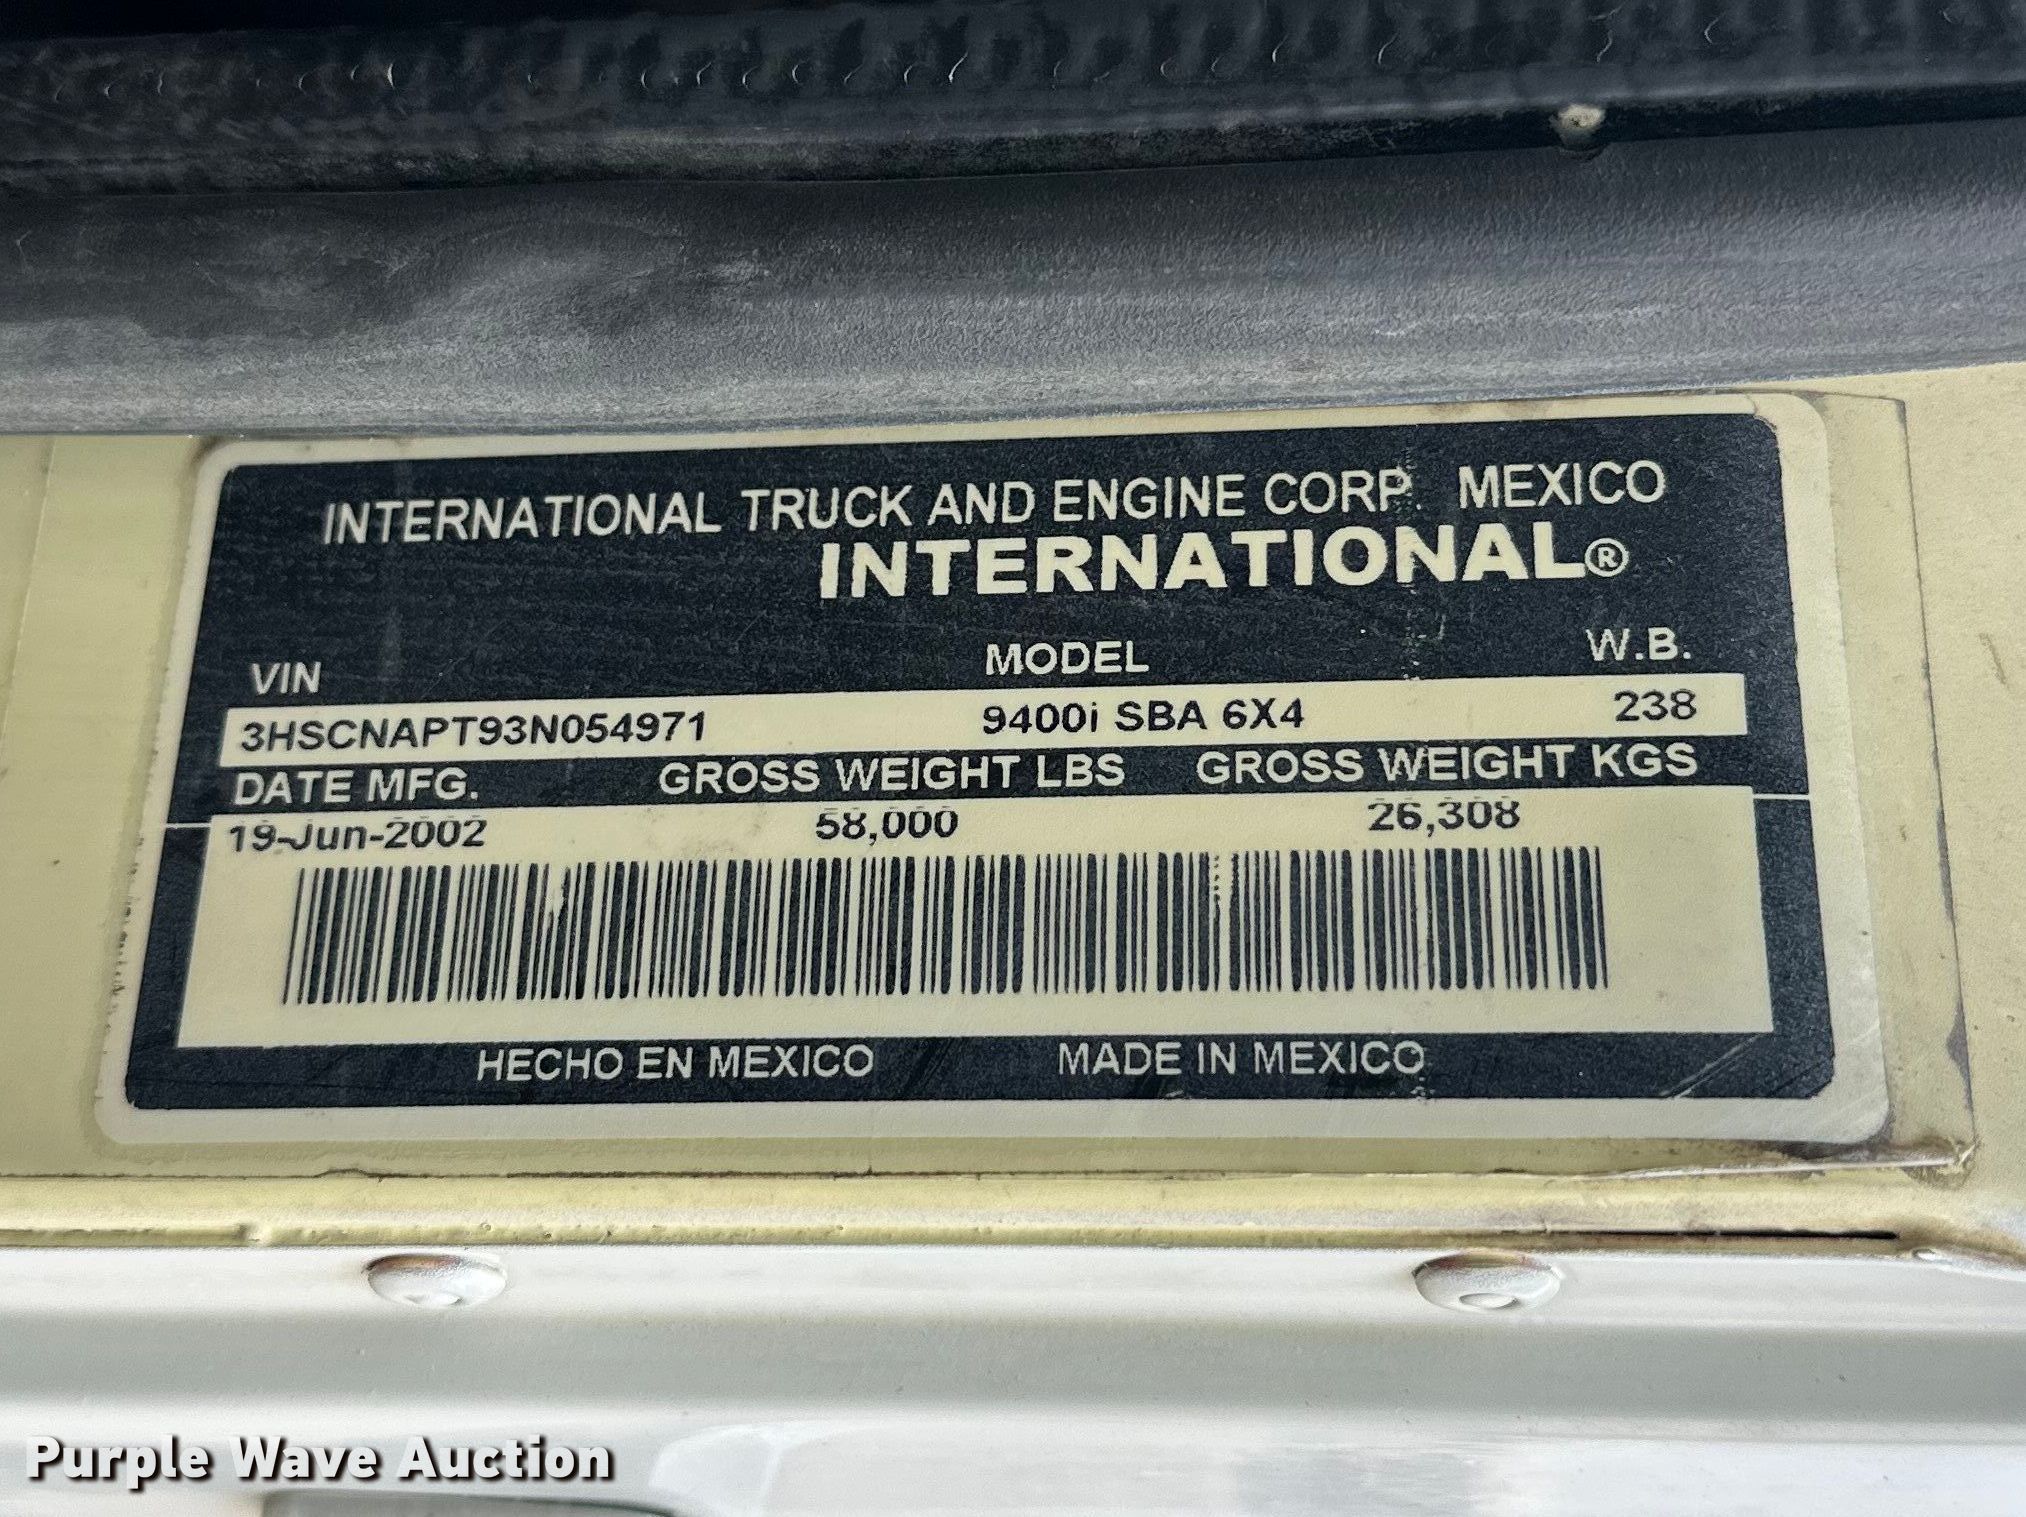 INTERNATIONAL TRUCK AND ENGINE CORP. MEXICO
INTERNATIONAL®
VIN MODEL W.B.
3HSCNAPT93N054971 9400i SBA 6X4 238
DATE MFG. GROSS WEIGHT LBS GROSS WEIGHT KGS
19-Jun-2002 58,000 26,308
HECHO EN MEXICO MADE IN MEXICO
Purple Wave Auction